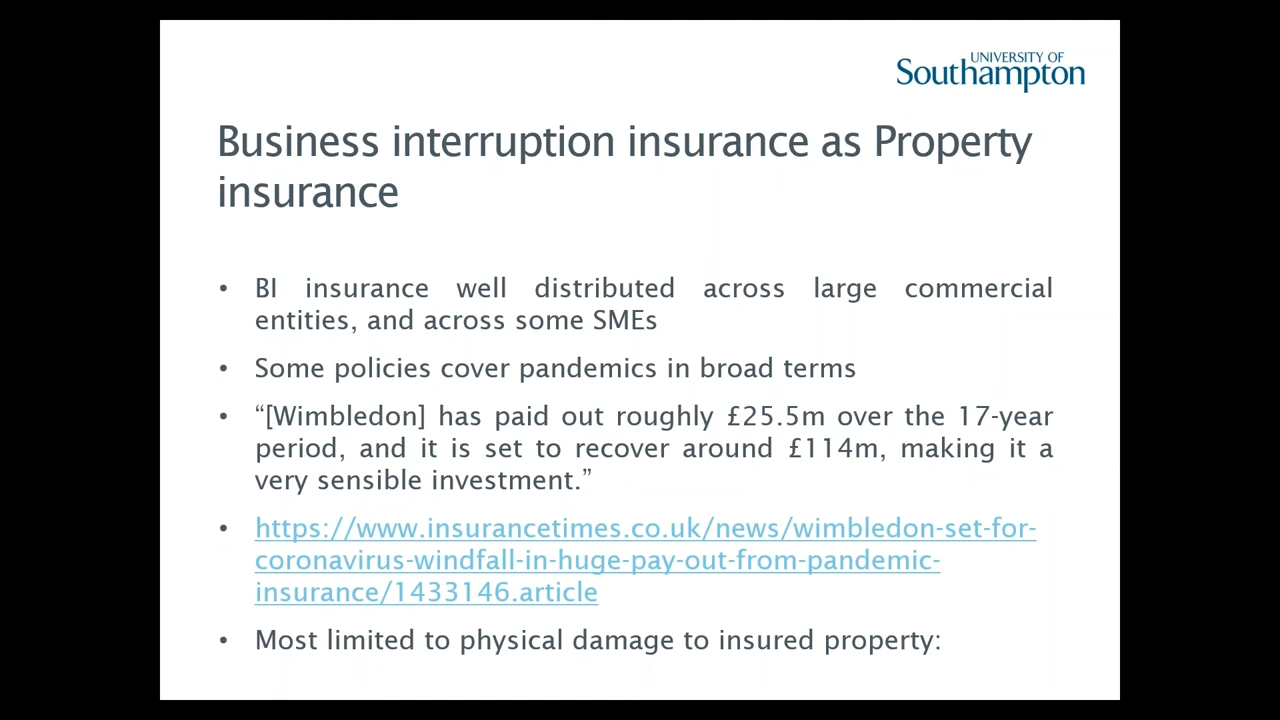 UNIVERSITY OF
Southampton
Business interruption insurance as Property
insurance
• BI insurance well distributed across large commercial
entities, and across some SMEs
• Some policies cover pandemics in broad terms
• “[Wimbledon] has paid out roughly £25.5m over the 17-year
period, and it is set to recover around £114m, making it a
very sensible investment.”
• https://www.insurancetimes.co.uk/news/wimbledon-set-for-
coronavirus-windfall-in-huge-pay-out-from-pandemic-
insurance/1433146.article
• Most limited to physical damage to insured property: